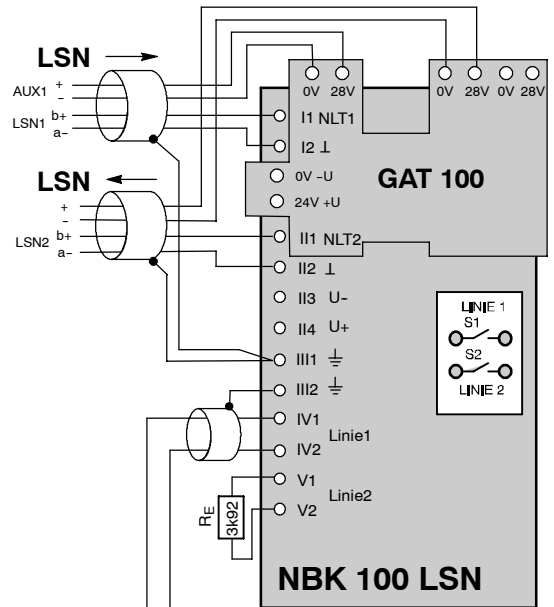 LSN
AUX1
+
−
LSN1
b+
a−
0V 28V
0V 28V 0V 28V
I1 NLT1
I2 ⊥
0V −U
24V +U
GAT 100
LSN
+
−
LSN2
b+
a−
II1 NLT2
II2 ⊥
II3 U−
II4 U+
III1 ⏚
III2 ⏚
LINIE 1
S1
S2
LINIE 2
IV1
Linie1
IV2
V1
Linie2
V2
RE
3k92
NBK 100 LSN